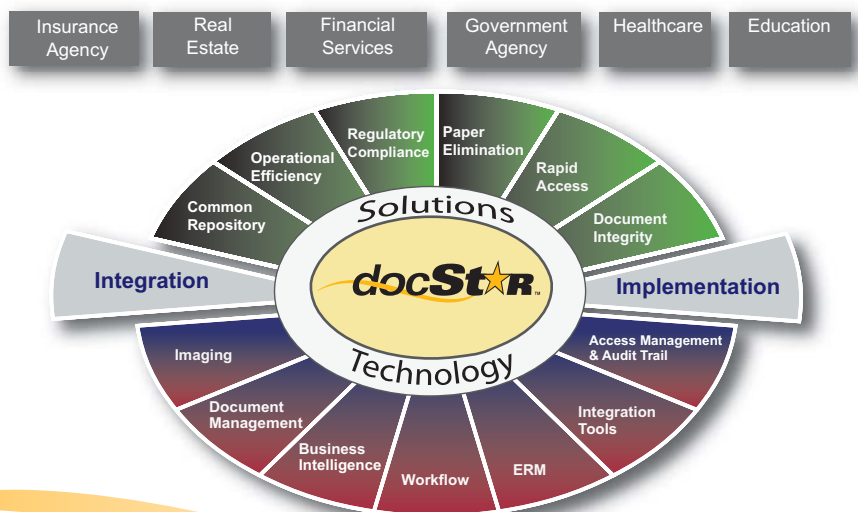 Insurance
Agency
Real
Estate
Financial
Services
Government
Agency
Healthcare
Education
Regulatory
Compliance
Paper
Elimination
Operational
Efficiency
Rapid
Access
Common
Repository
Document
Integrity
Solutions
Integration
docStAR™
Implementation
Technology
Imaging
Access Management
& Audit Trail
Document
Management
Integration
Tools
Business
Intelligence
Workflow
ERM